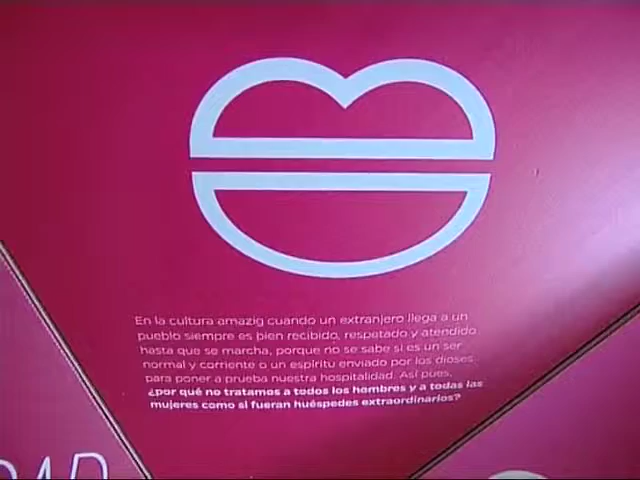 En la cultura amazig cuando un extranjero llega a un
pueblo siempre es bien recibido, respetado y atendido
hasta que se marcha, porque no se sabe si es un ser
normal y corriente o un espíritu enviado por los dioses
para poner a prueba nuestra hospitalidad. Así pues,
¿por qué no tratamos a todos los hombres y a todas las
mujeres como si fueran huéspedes extraordinarios?
DAD